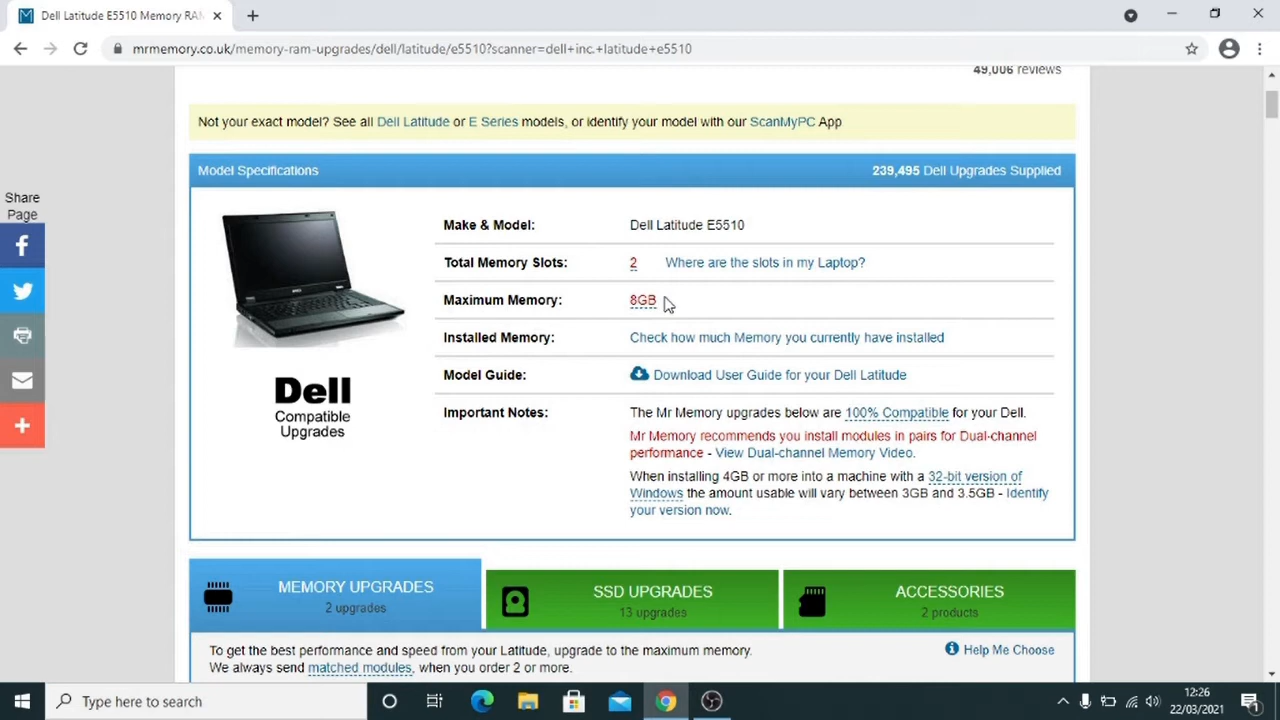 Dell Latitude E5510 Memory RAM
mrmemory.co.uk/memory-ram-upgrades/dell/latitude/e5510?scanner=dell+inc.+latitude+e5510
49,006 reviews
Not your exact model? See all Dell Latitude or E Series models, or identify your model with our ScanMyPC App
Model Specifications
239,495 Dell Upgrades Supplied
Share
Page
Make & Model: Dell Latitude E5510
Total Memory Slots: 2 Where are the slots in my Laptop?
Maximum Memory: 8GB
Installed Memory: Check how much Memory you currently have installed
Model Guide: Download User Guide for your Dell Latitude
Dell
Compatible
Upgrades
Important Notes: The Mr Memory upgrades below are 100% Compatible for your Dell.
Mr Memory recommends you install modules in pairs for Dual-channel
performance - View Dual-channel Memory Video.
When installing 4GB or more into a machine with a 32-bit version of
Windows the amount usable will vary between 3GB and 3.5GB - Identify
your version now.
MEMORY UPGRADES
2 upgrades
SSD UPGRADES
13 upgrades
ACCESSORIES
2 products
To get the best performance and speed from your Latitude, upgrade to the maximum memory.
We always send matched modules, when you order 2 or more.
Help Me Choose
Type here to search
12:26
22/03/2021
1